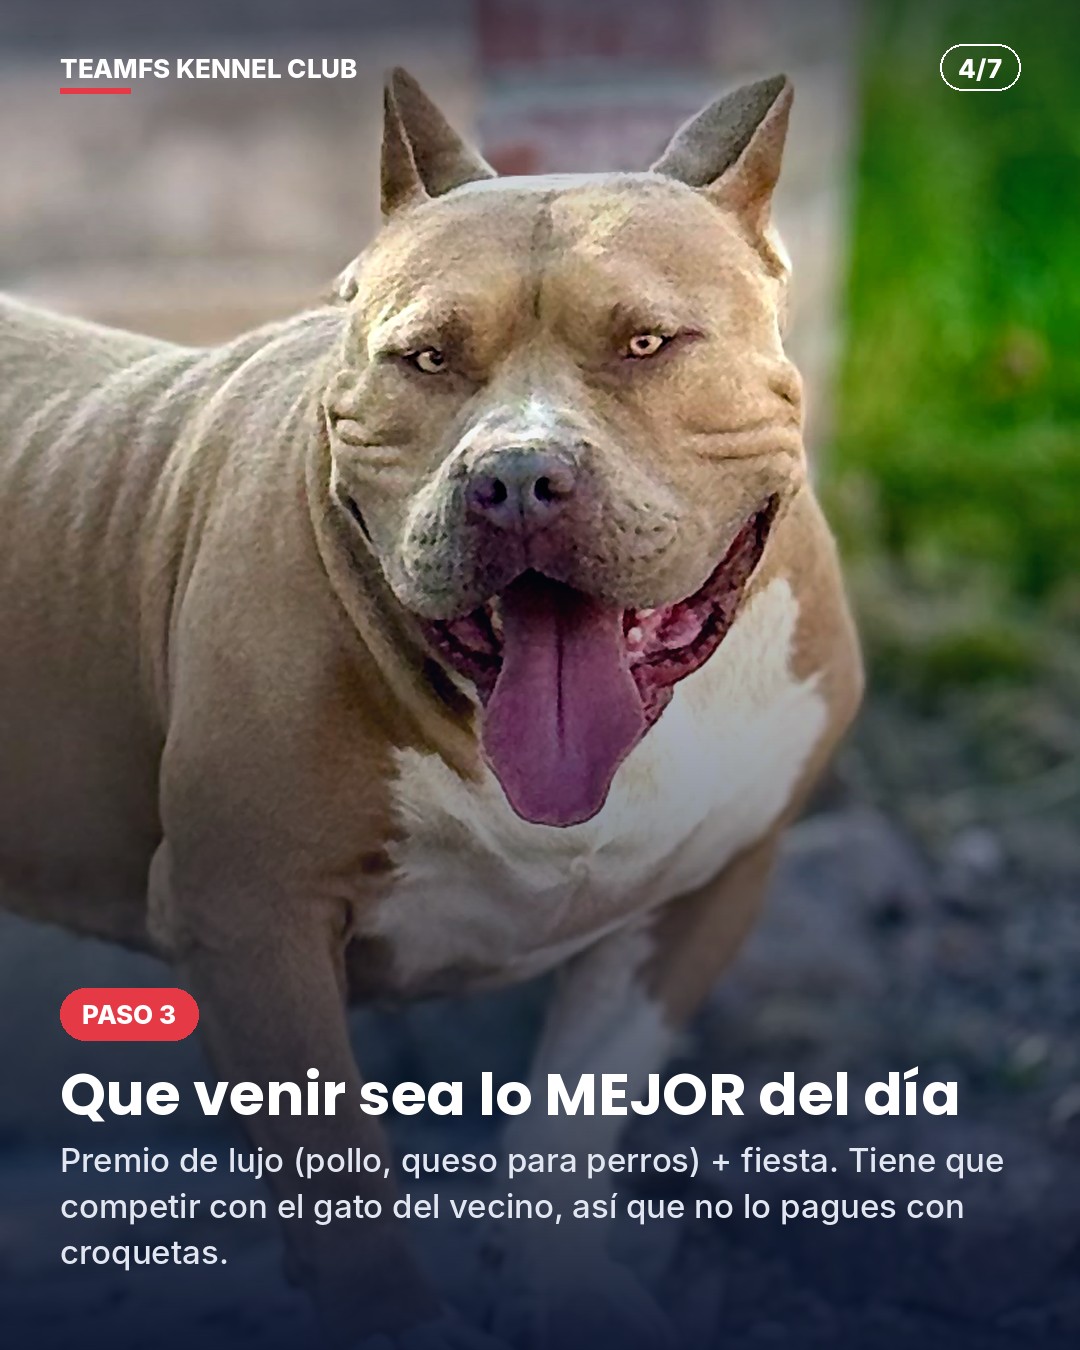 TEAMFS KENNEL CLUB
4/7
PASO 3
Que venir sea lo MEJOR del día
Premio de lujo (pollo, queso para perros) + fiesta. Tiene que
competir con el gato del vecino, así que no lo pagues con
croquetas.